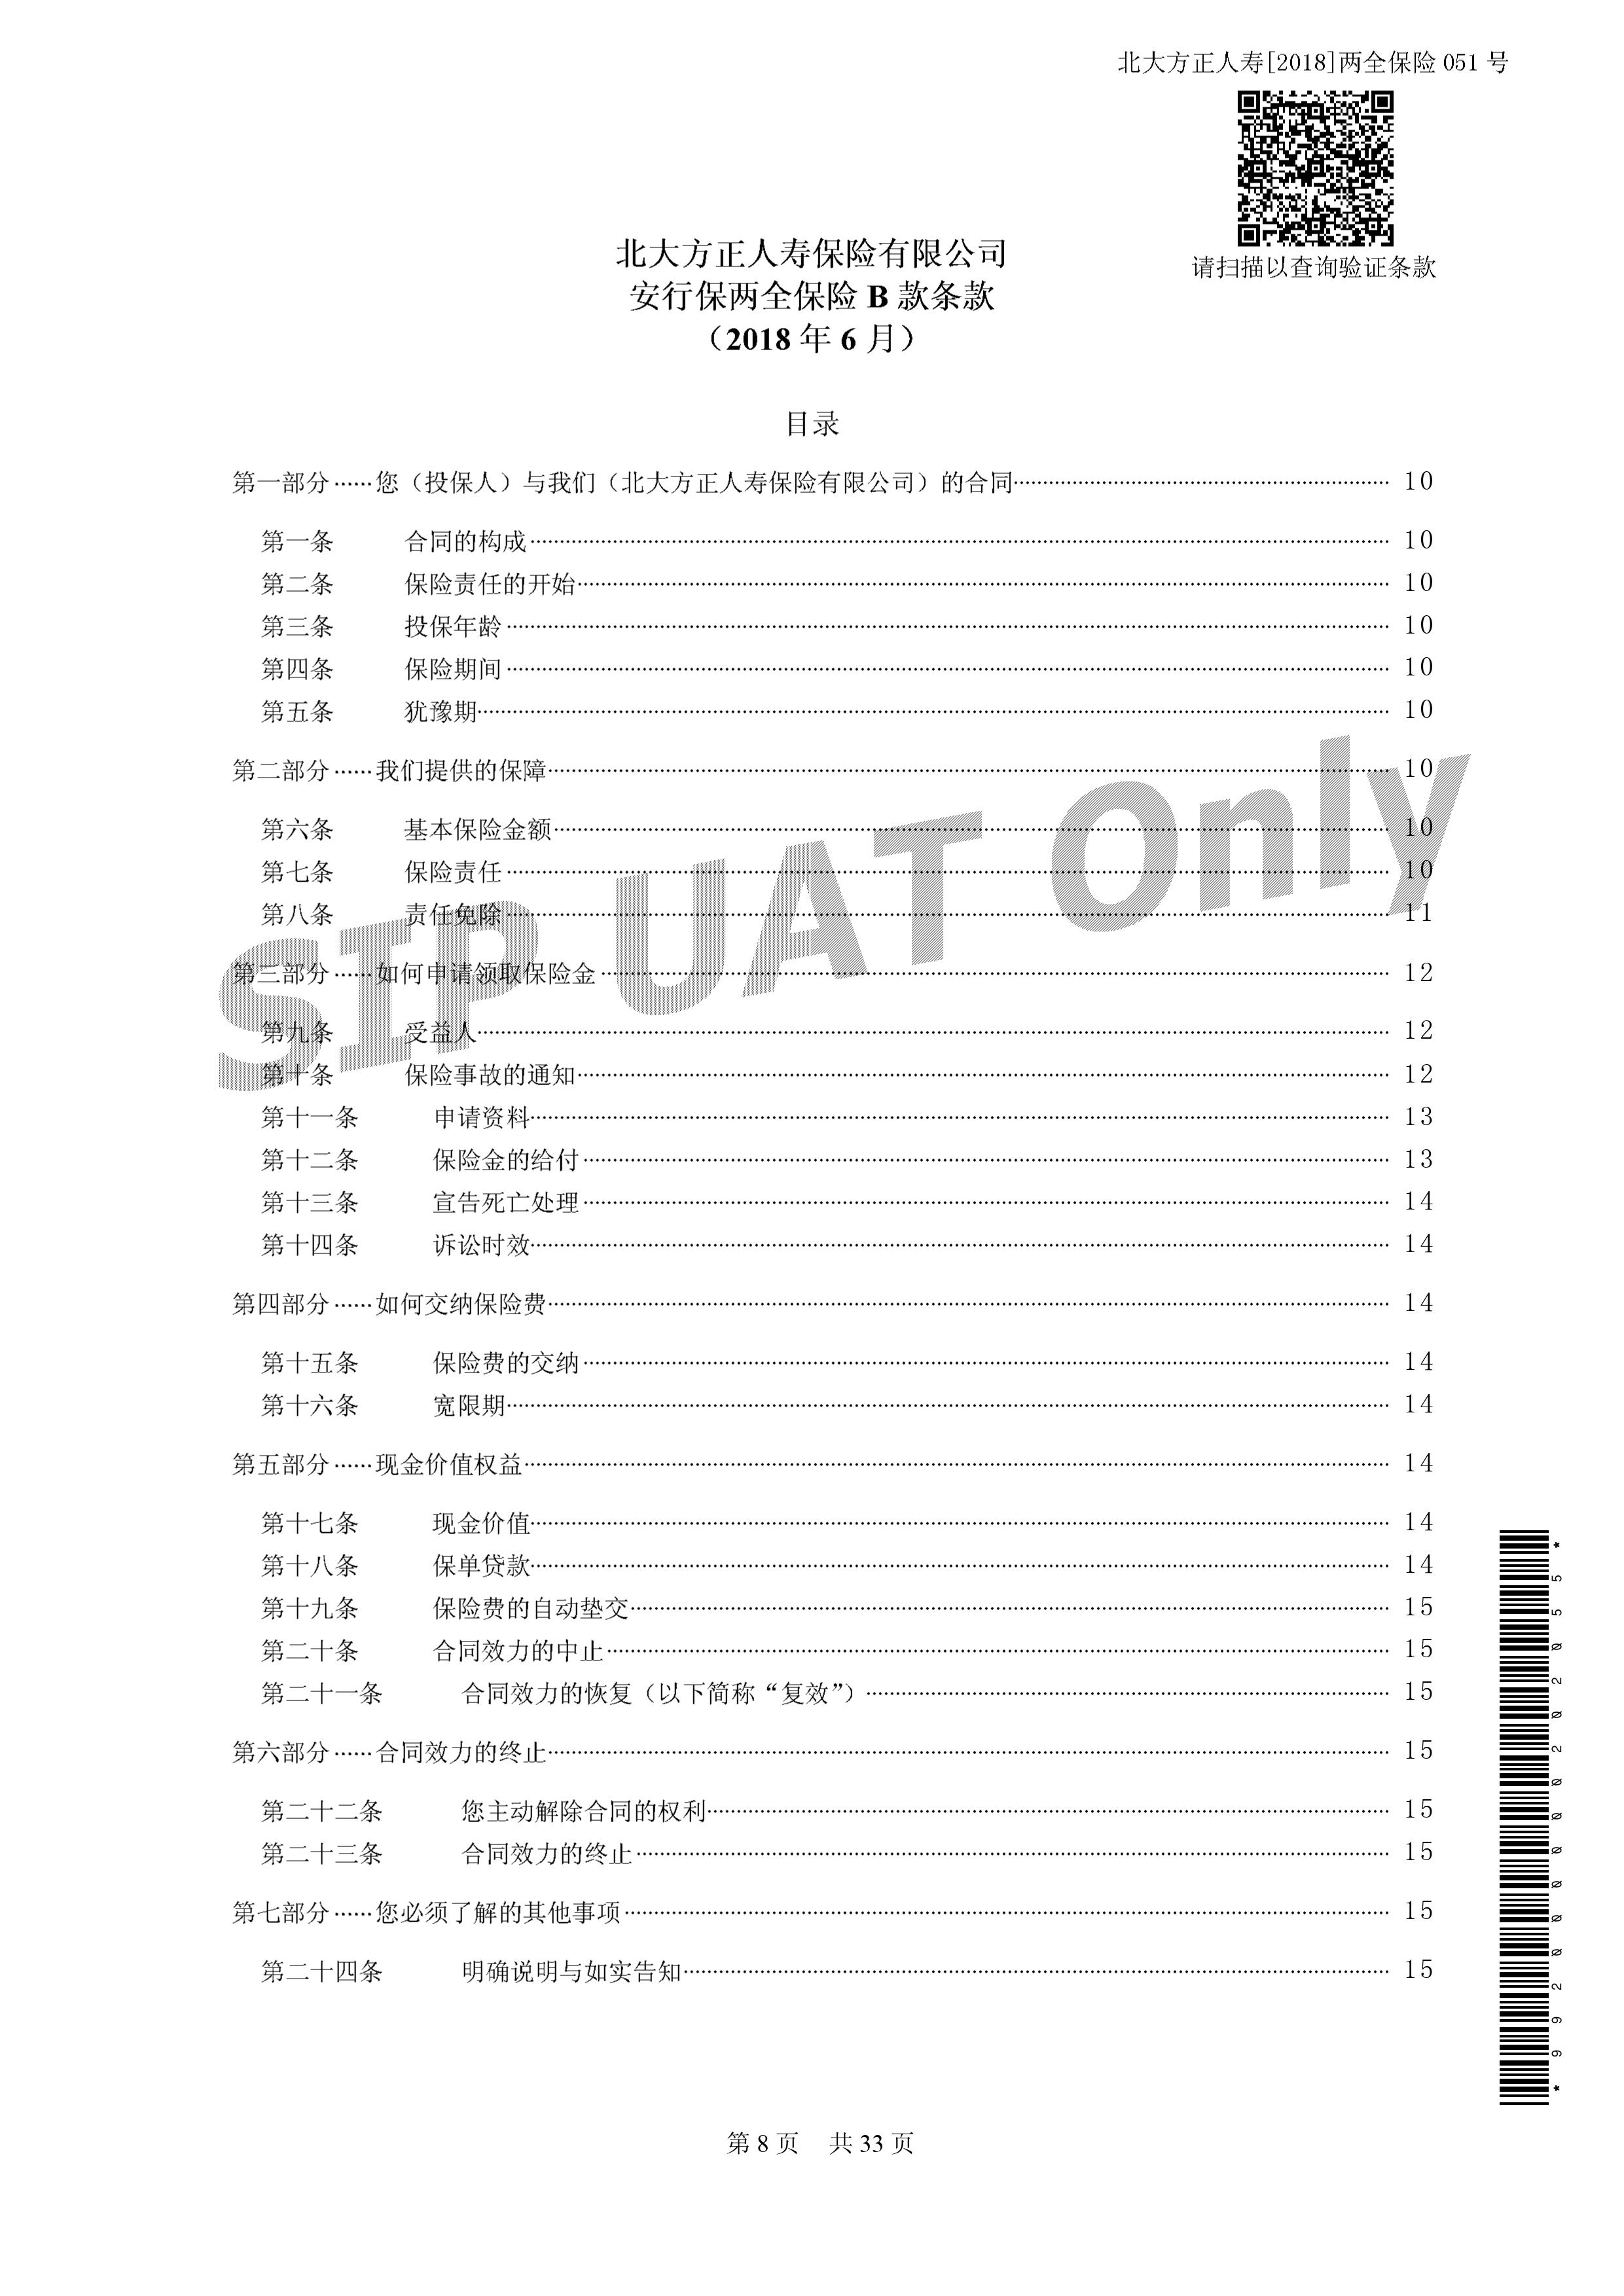 北大方正人寿[2018]两全保险 051 号
请扫描以查询验证条款
北大方正人寿保险有限公司
安行保两全保险 B 款条款
（2018 年 6 月）
目录
第一部分……您（投保人）与我们（北大方正人寿保险有限公司）的合同 10
第一条 合同的构成 10
第二条 保险责任的开始 10
第三条 投保年龄 10
第四条 保险期间 10
第五条 犹豫期 10
第二部分……我们提供的保障 10
第六条 基本保险金额 10
第七条 保险责任 10
第八条 责任免除 11
第三部分……如何申请领取保险金 12
第九条 受益人 12
第十条 保险事故的通知 12
第十一条 申请资料 13
第十二条 保险金的给付 13
第十三条 宣告死亡处理 14
第十四条 诉讼时效 14
第四部分……如何交纳保险费 14
第十五条 保险费的交纳 14
第十六条 宽限期 14
第五部分……现金价值权益 14
第十七条 现金价值 14
第十八条 保单贷款 14
第十九条 保险费的自动垫交 15
第二十条 合同效力的中止 15
第二十一条 合同效力的恢复（以下简称“复效”） 15
第六部分……合同效力的终止 15
第二十二条 您主动解除合同的权利 15
第二十三条 合同效力的终止 15
第七部分……您必须了解的其他事项 15
第二十四条 明确说明与如实告知 15
SIP UAT Only
*992000000202055*
第 8 页 共 33 页